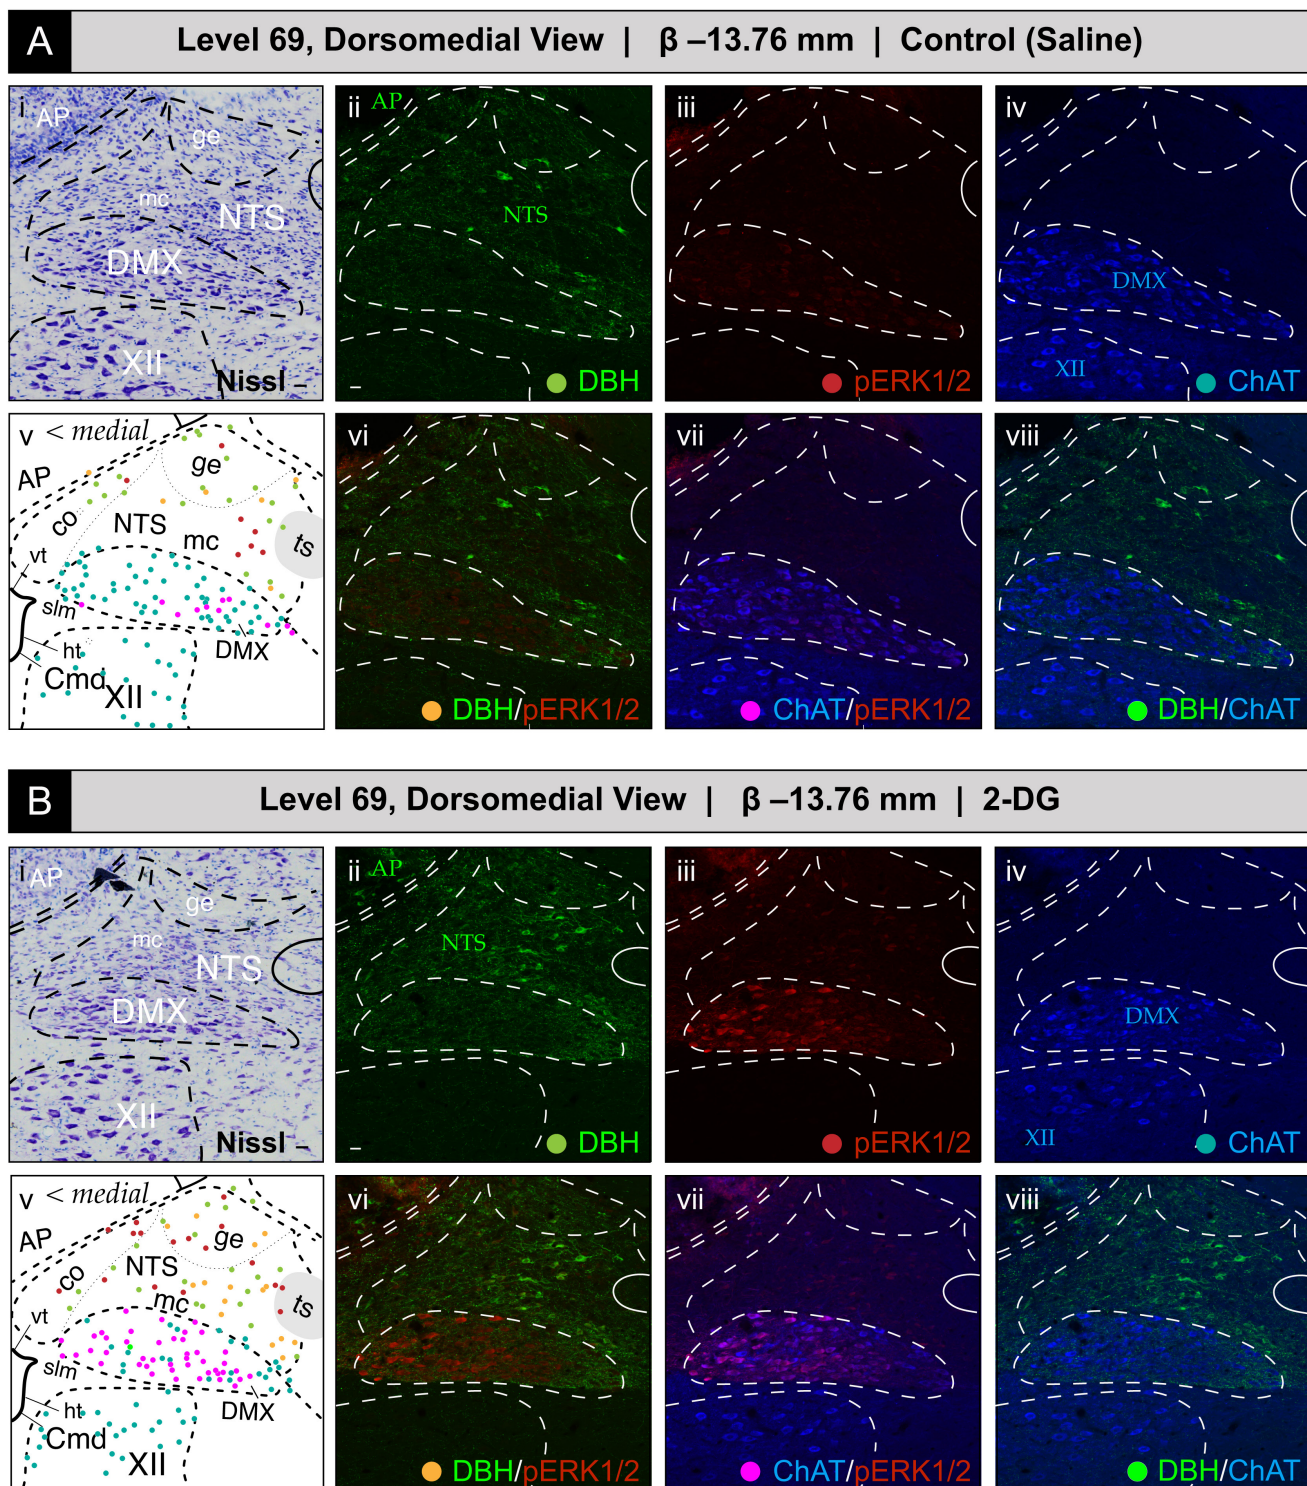 A
Level 69, Dorsomedial View | β –13.76 mm | Control (Saline)
i
AP
ge
mc
NTS
DMX
XII
Nissl
ii
AP
NTS
DBH
iii
pERK1/2
iv
DMX
XII
ChAT
v
< medial
AP
ge
co
NTS
mc
ts
vt
slm
ht
DMX
Cmd
XII
vi
DBH/pERK1/2
vii
ChAT/pERK1/2
viii
DBH/ChAT
B
Level 69, Dorsomedial View | β –13.76 mm | 2-DG
i
AP
ge
mc
NTS
DMX
XII
Nissl
ii
AP
NTS
DBH
iii
pERK1/2
iv
DMX
XII
ChAT
v
< medial
AP
ge
co
NTS
mc
ts
vt
slm
ht
DMX
Cmd
XII
vi
DBH/pERK1/2
vii
ChAT/pERK1/2
viii
DBH/ChAT